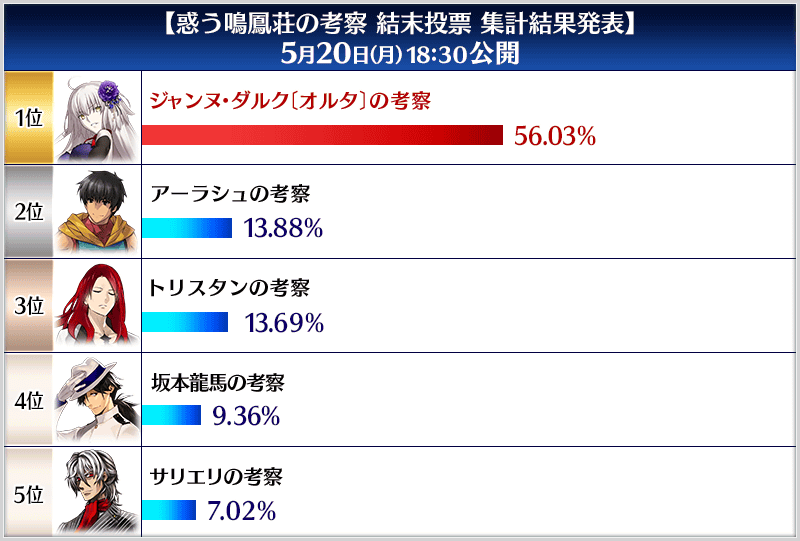 【惑う鳴鳳荘の考察 結末投票 集計結果発表】
5月20日(月)18:30公開
1位
ジャンヌ・ダルク〔オルタ〕の考察
56.03%
2位
アーラシュの考察
13.88%
3位
トリスタンの考察
13.69%
4位
坂本龍馬の考察
9.36%
5位
サリエリの考察
7.02%